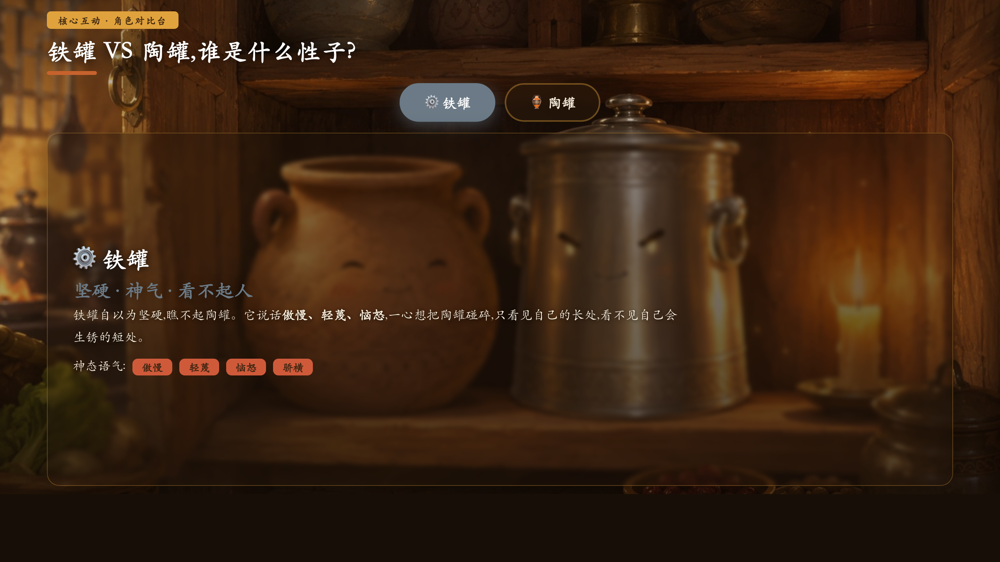 核心互动 · 角色对比台
铁罐 VS 陶罐,谁是什么性子?
铁罐
陶罐
铁罐
坚硬 · 神气 · 看不起人
铁罐自以为坚硬,瞧不起陶罐。它说话傲慢、轻蔑、恼怒,一心想把陶罐碰碎,只看见自己的长处,看不见自己会
生锈的短处。
神态语气: 傲慢 轻蔑 恼怒 骄横